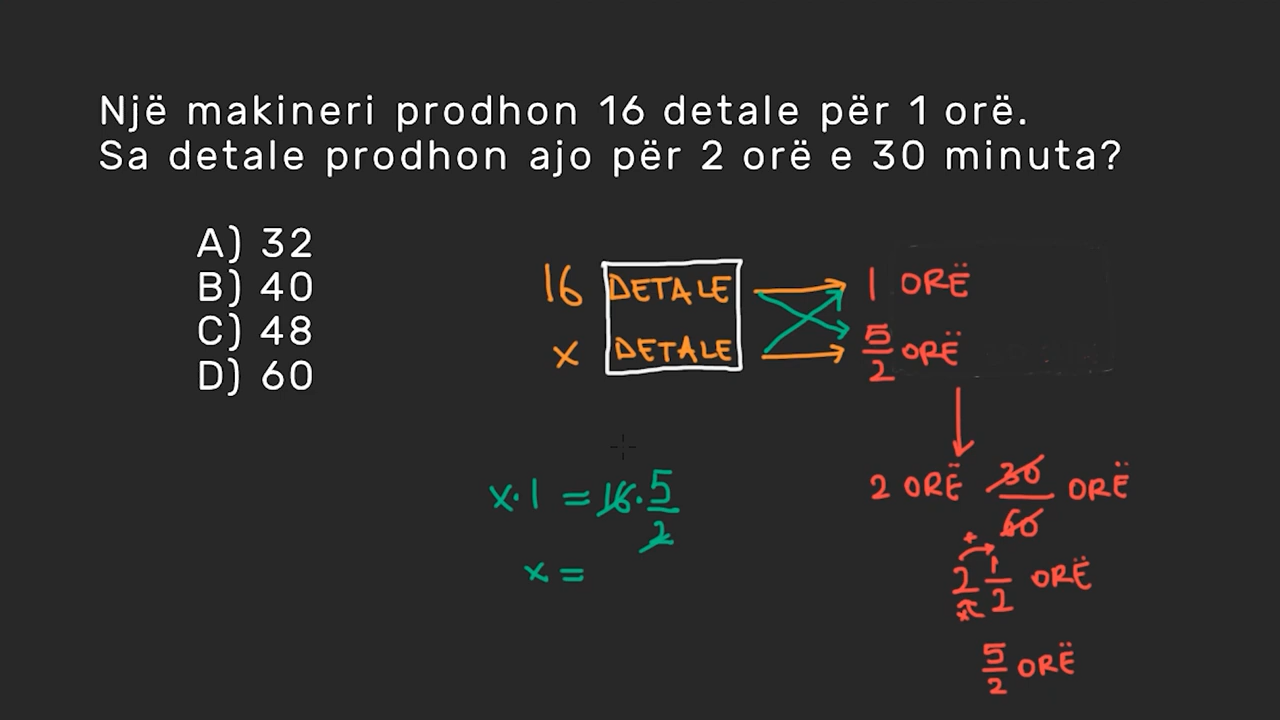 Një makineri prodhon 16 detale për 1 orë.
Sa detale prodhon ajo për 2 orë e 30 minuta?
A) 32
B) 40
C) 48
D) 60
16 DETALE 1 ORË
x DETALE 5/2 ORË
x·1 = 16·5/2
x =
2 ORË 30/60 ORË
+
2 1/2 ORË
x
5/2 ORË